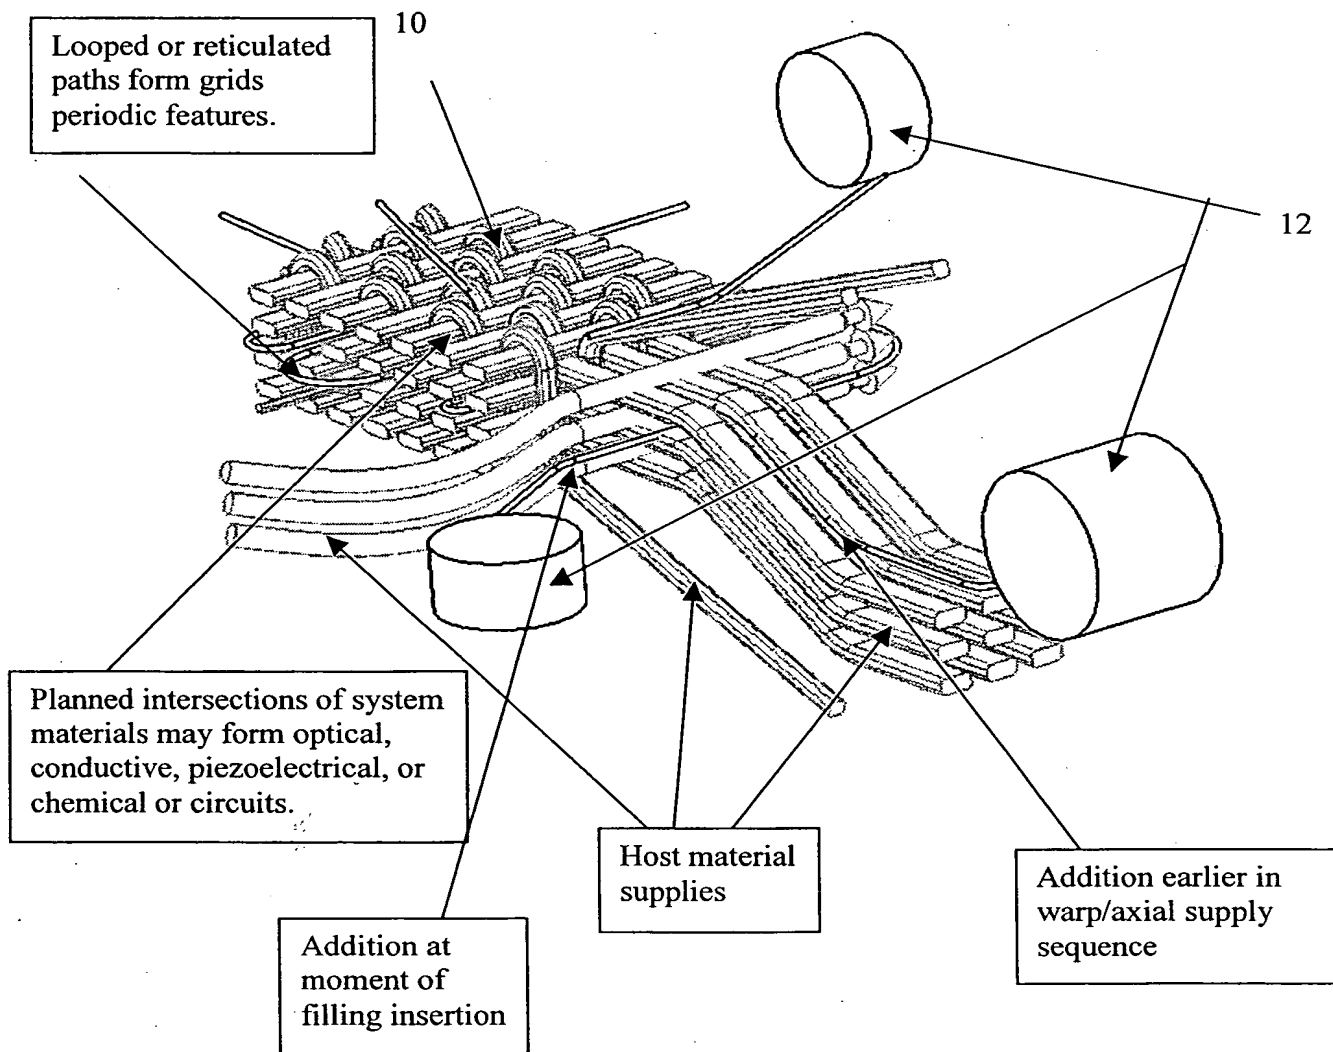 Looped or reticulated
paths form grids
periodic features.
10
12
Planned intersections of system
materials may form optical,
conductive, piezoelectrical, or
chemical or circuits.
Host material
supplies
Addition earlier in
warp/axial supply
sequence
Addition at
moment of
filling insertion